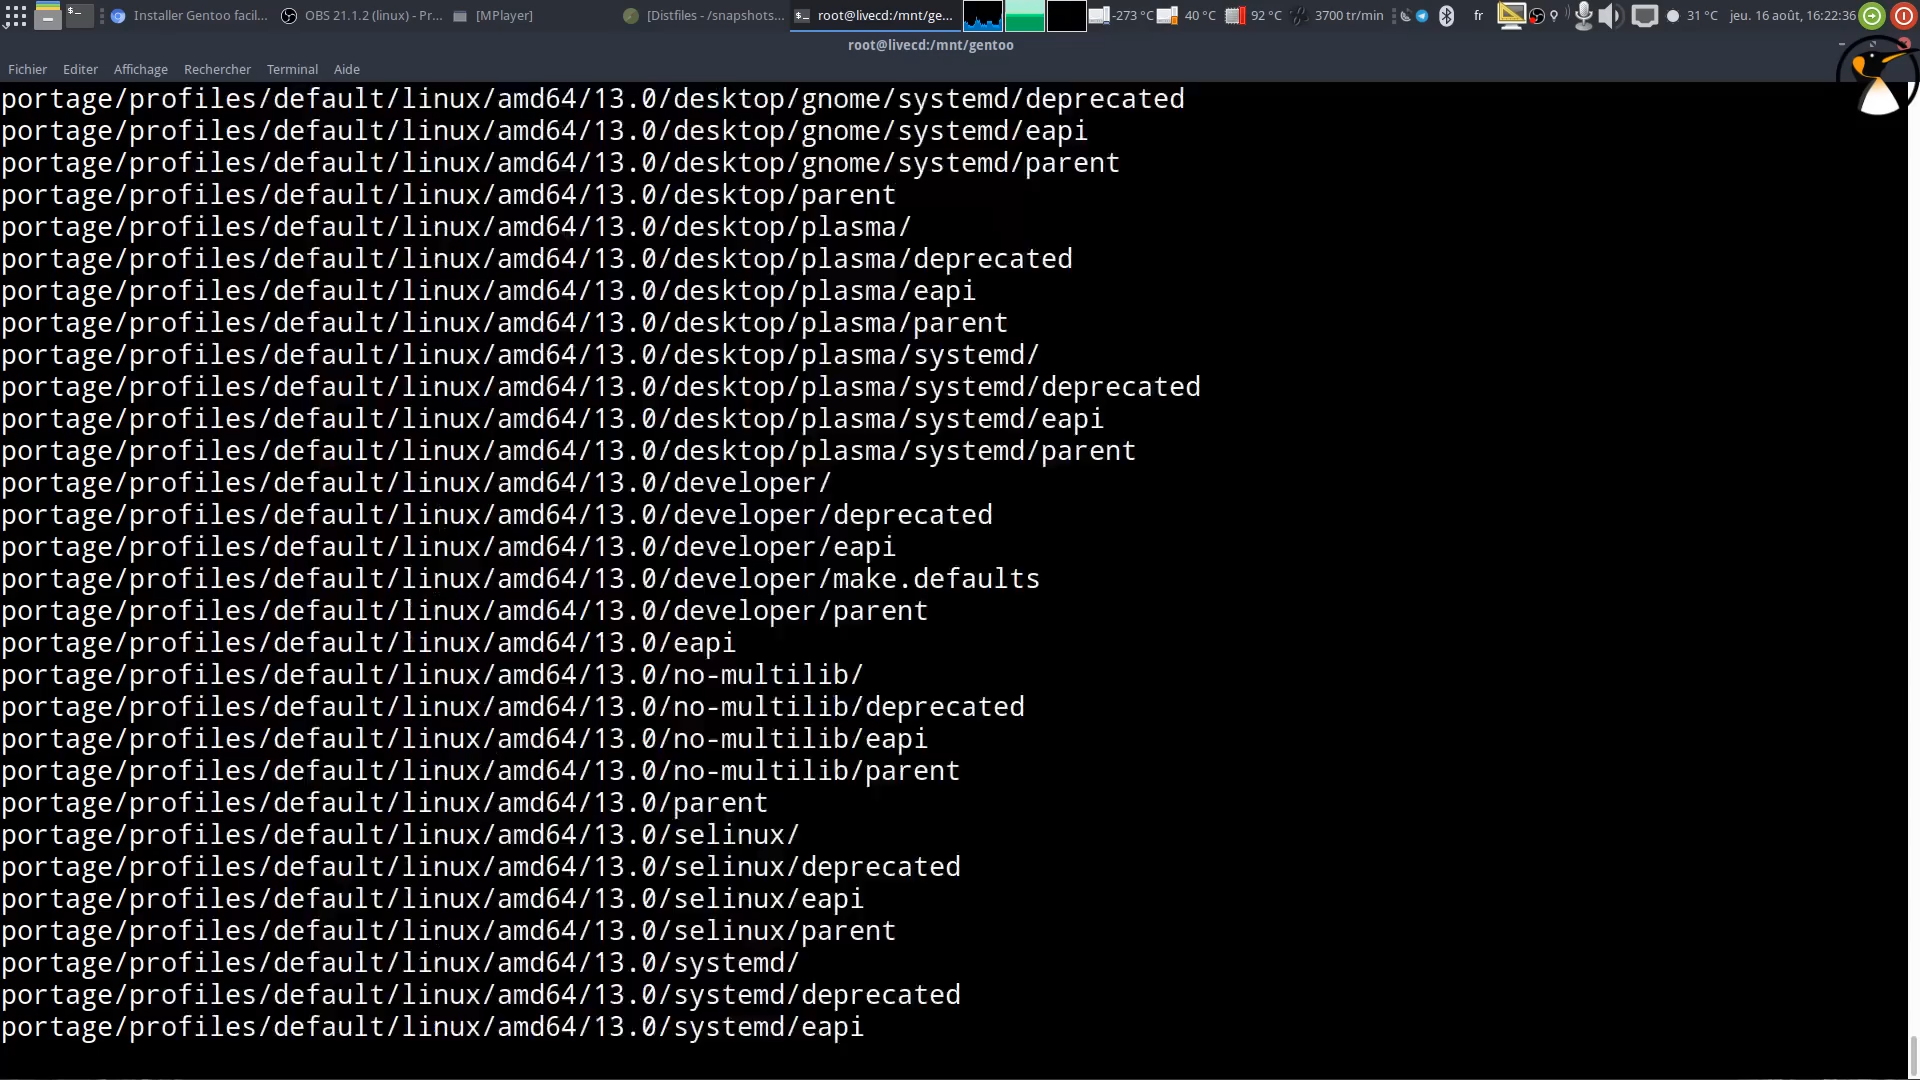 Installer Gentoo facil...
OBS 21.1.2 (linux) - Pr...
[MPlayer]
[Distfiles - /snapshots...
root@livecd:/mnt/ge...
-273 °C
40 °C
92 °C
3700 tr/min
fr
31 °C
jeu. 16 août, 16:22:36
root@livecd:/mnt/gentoo
Fichier Editer Affichage Rechercher Terminal Aide
portage/profiles/default/linux/amd64/13.0/desktop/gnome/systemd/deprecated
portage/profiles/default/linux/amd64/13.0/desktop/gnome/systemd/eapi
portage/profiles/default/linux/amd64/13.0/desktop/gnome/systemd/parent
portage/profiles/default/linux/amd64/13.0/desktop/parent
portage/profiles/default/linux/amd64/13.0/desktop/plasma/
portage/profiles/default/linux/amd64/13.0/desktop/plasma/deprecated
portage/profiles/default/linux/amd64/13.0/desktop/plasma/eapi
portage/profiles/default/linux/amd64/13.0/desktop/plasma/parent
portage/profiles/default/linux/amd64/13.0/desktop/plasma/systemd/
portage/profiles/default/linux/amd64/13.0/desktop/plasma/systemd/deprecated
portage/profiles/default/linux/amd64/13.0/desktop/plasma/systemd/eapi
portage/profiles/default/linux/amd64/13.0/desktop/plasma/systemd/parent
portage/profiles/default/linux/amd64/13.0/developer/
portage/profiles/default/linux/amd64/13.0/developer/deprecated
portage/profiles/default/linux/amd64/13.0/developer/eapi
portage/profiles/default/linux/amd64/13.0/developer/make.defaults
portage/profiles/default/linux/amd64/13.0/developer/parent
portage/profiles/default/linux/amd64/13.0/eapi
portage/profiles/default/linux/amd64/13.0/no-multilib/
portage/profiles/default/linux/amd64/13.0/no-multilib/deprecated
portage/profiles/default/linux/amd64/13.0/no-multilib/eapi
portage/profiles/default/linux/amd64/13.0/no-multilib/parent
portage/profiles/default/linux/amd64/13.0/parent
portage/profiles/default/linux/amd64/13.0/selinux/
portage/profiles/default/linux/amd64/13.0/selinux/deprecated
portage/profiles/default/linux/amd64/13.0/selinux/eapi
portage/profiles/default/linux/amd64/13.0/selinux/parent
portage/profiles/default/linux/amd64/13.0/systemd/
portage/profiles/default/linux/amd64/13.0/systemd/deprecated
portage/profiles/default/linux/amd64/13.0/systemd/eapi